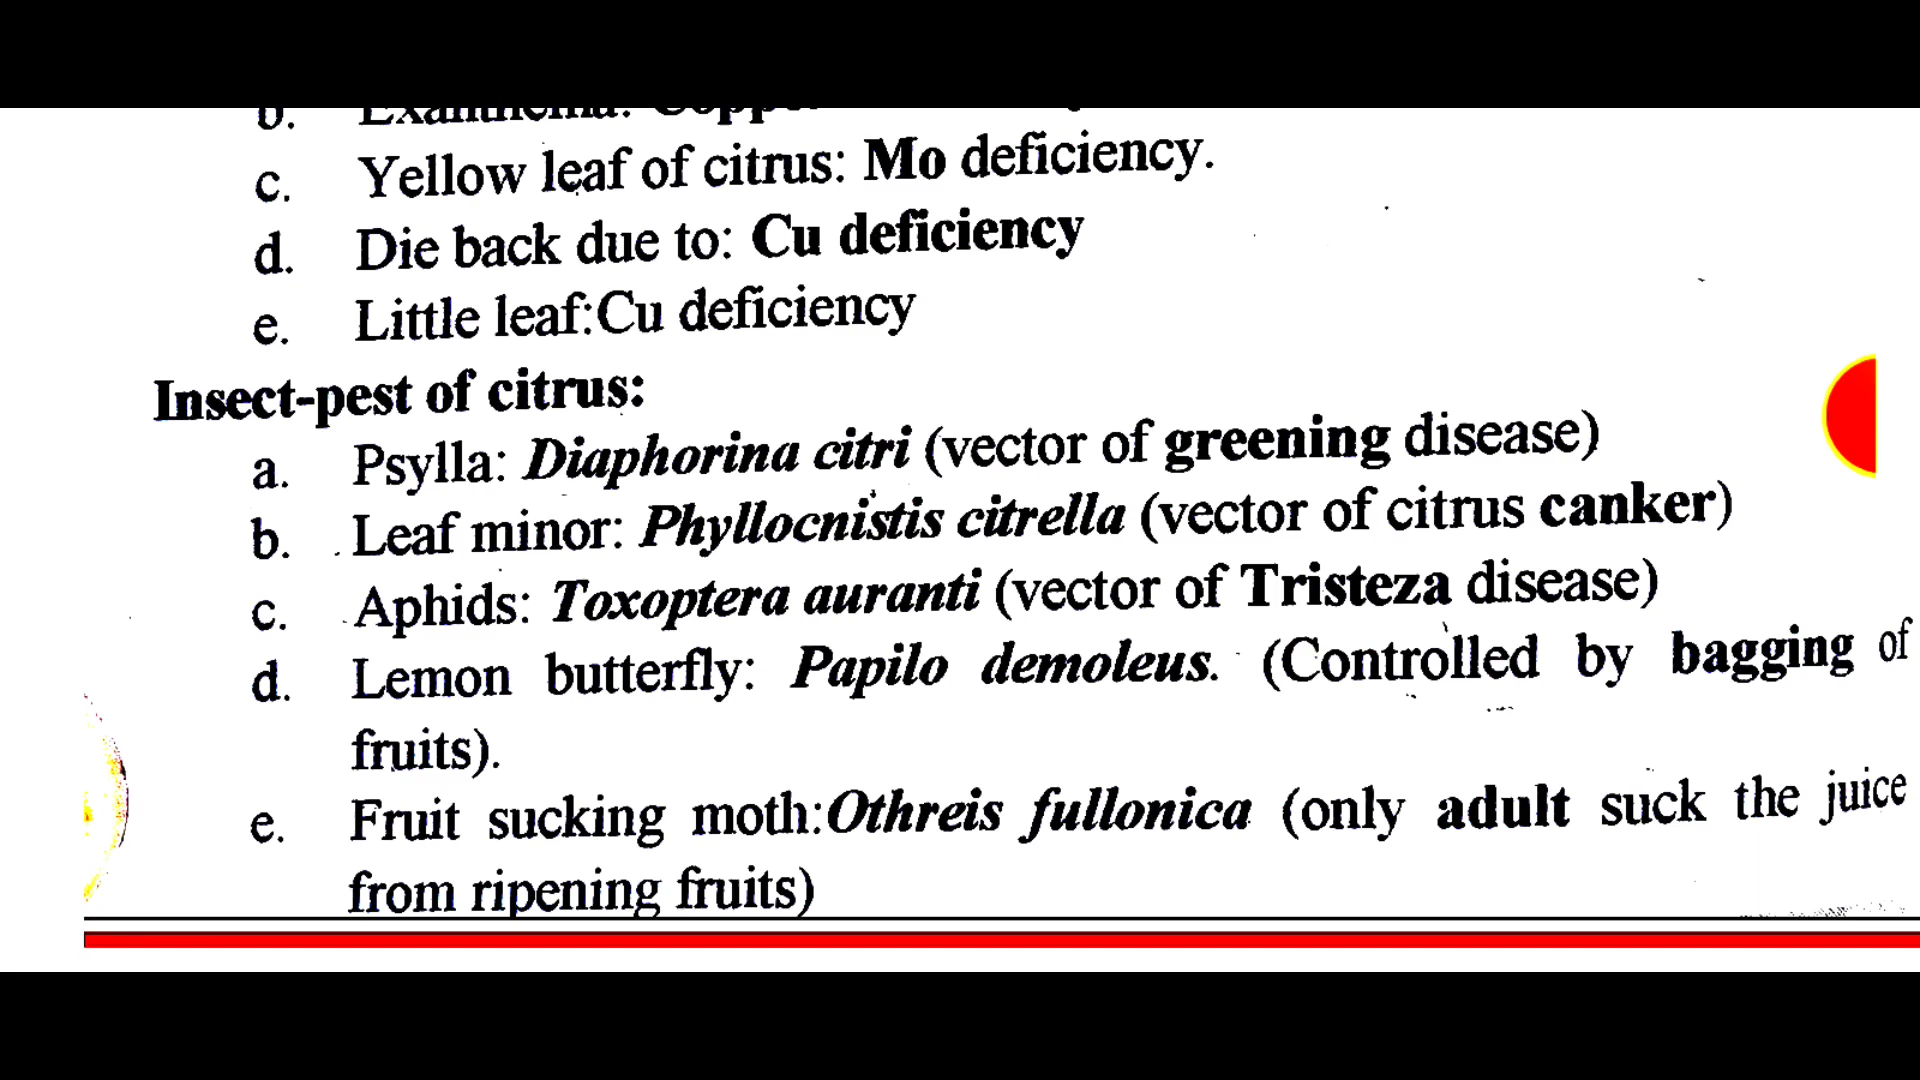 b. Exanthema: Copper
c. Yellow leaf of citrus: Mo deficiency.
d. Die back due to: Cu deficiency
e. Little leaf:Cu deficiency
Insect-pest of citrus:
a. Psylla: Diaphorina citri (vector of greening disease)
b. Leaf minor: Phyllocnistis citrella (vector of citrus canker)
c. Aphids: Toxoptera auranti (vector of Tristeza disease)
d. Lemon butterfly: Papilo demoleus. (Controlled by bagging of
fruits).
e. Fruit sucking moth:Othreis fullonica (only adult suck the juice
from ripening fruits)